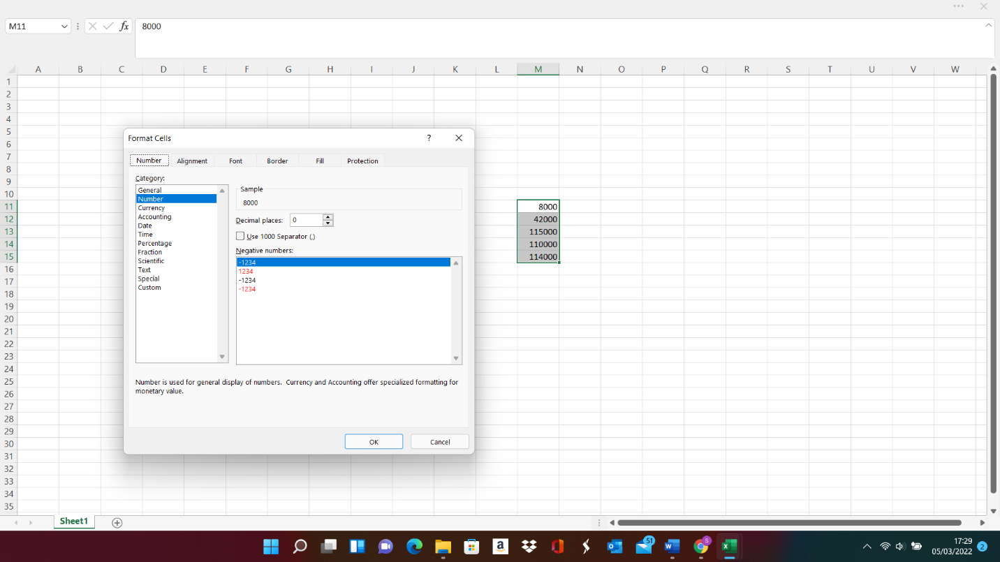 M11
fx
8000
A B C D E F G H I J K L M N O P Q R S T U V W
1
2
3
4
5
6
7
8
9
10
11
12
13
14
15
16
17
18
19
20
21
22
23
24
25
26
27
28
29
30
31
32
33
34
35
8000
42000
115000
110000
114000
Format Cells ?
Number Alignment Font Border Fill Protection
Category:
General
Number
Currency
Accounting
Date
Time
Percentage
Fraction
Scientific
Text
Special
Custom
Sample
8000
Decimal places: 0
Use 1000 Separator (,)
Negative numbers:
-1234
1234
-1234
-1234
Number is used for general display of numbers. Currency and Accounting offer specialized formatting for
monetary value.
OK Cancel
Sheet1
a
51
S
17:29
05/03/2022
2